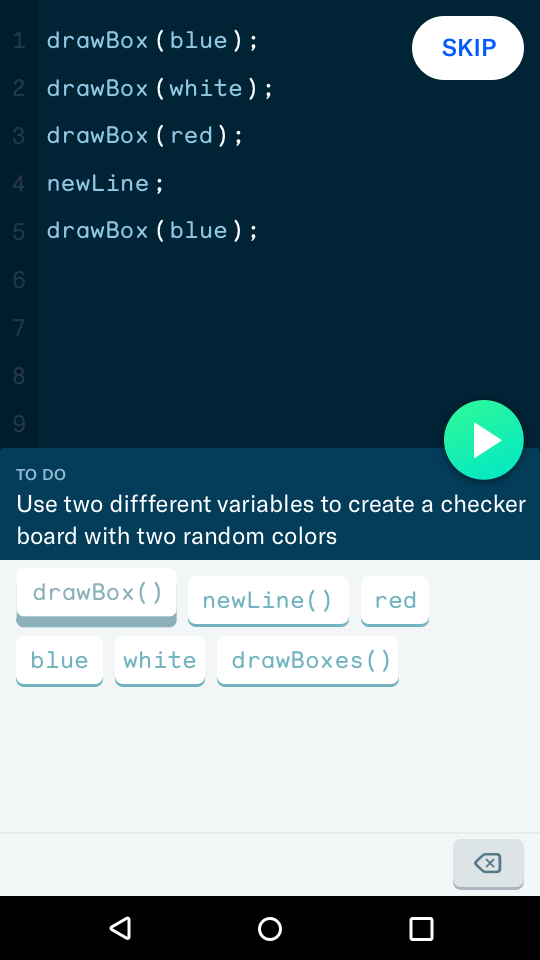 1 drawBox(blue);
SKIP
2 drawBox(white);
3 drawBox(red);
4 newLine;
5 drawBox(blue);
6
7
8
9
TO DO
Use two diffferent variables to create a checker
board with two random colors
drawBox() newLine() red
blue white drawBoxes()